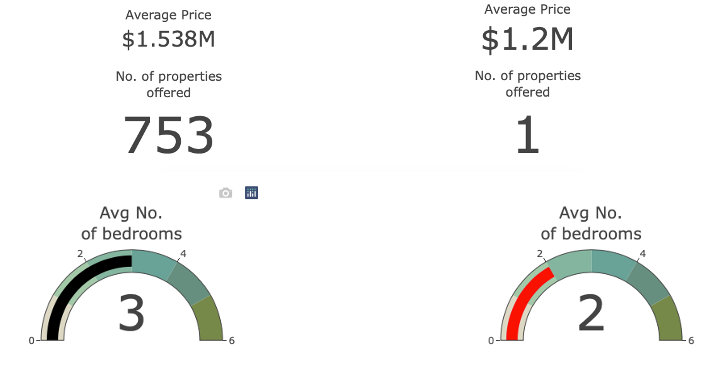 Average Price
$1.538M
No. of properties
offered
753
Average Price
$1.2M
No. of properties
offered
1
Avg No.
of bedrooms
0
2
4
6
3
Avg No.
of bedrooms
0
2
4
6
2